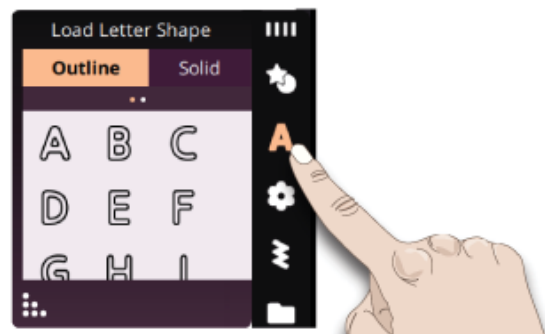 Load Letter Shape
Outline Solid
A
A B C
D E F
G H I